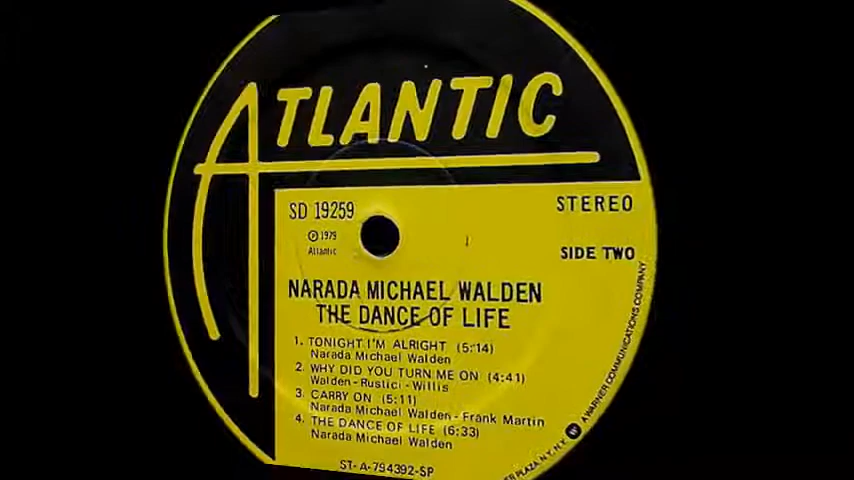 ATLANTIC
SD 19259
STEREO
℗ 1979
Atlantic
SIDE TWO
NARADA MICHAEL WALDEN
THE DANCE OF LIFE
1. TONIGHT I'M ALRIGHT (5:14)
Narada Michael Walden
2. WHY DID YOU TURN ME ON (4:41)
Walden-Rustici-Willis
3. CARRY ON (5:11)
Narada Michael Walden-Frank Martin
4. THE DANCE OF LIFE (6:33)
Narada Michael Walden
ST-A-794392-SP
PLAZA, N.Y. N.Y. W A WARNER COMMUNICATIONS COMPANY